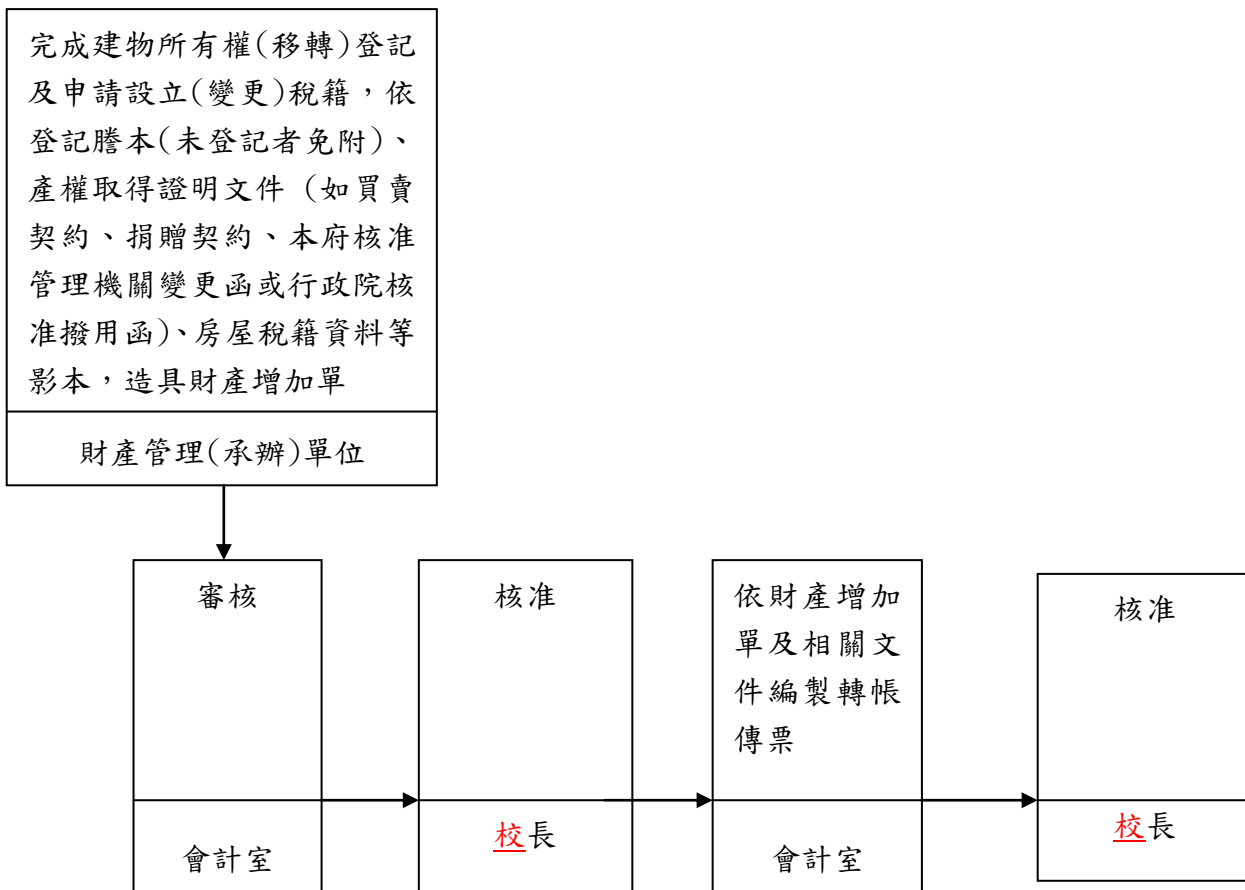 完成建物所有權(移轉)登記
及申請設立(變更)稅籍，依
登記謄本(未登記者免附)、
產權取得證明文件（如買賣
契約、捐贈契約、本府核准
管理機關變更函或行政院核
准撥用函)、房屋稅籍資料等
影本，造具財產增加單
財產管理(承辦)單位
審核
會計室
核准
校長
依財產增加
單及相關文
件編製轉帳
傳票
會計室
核准
校長